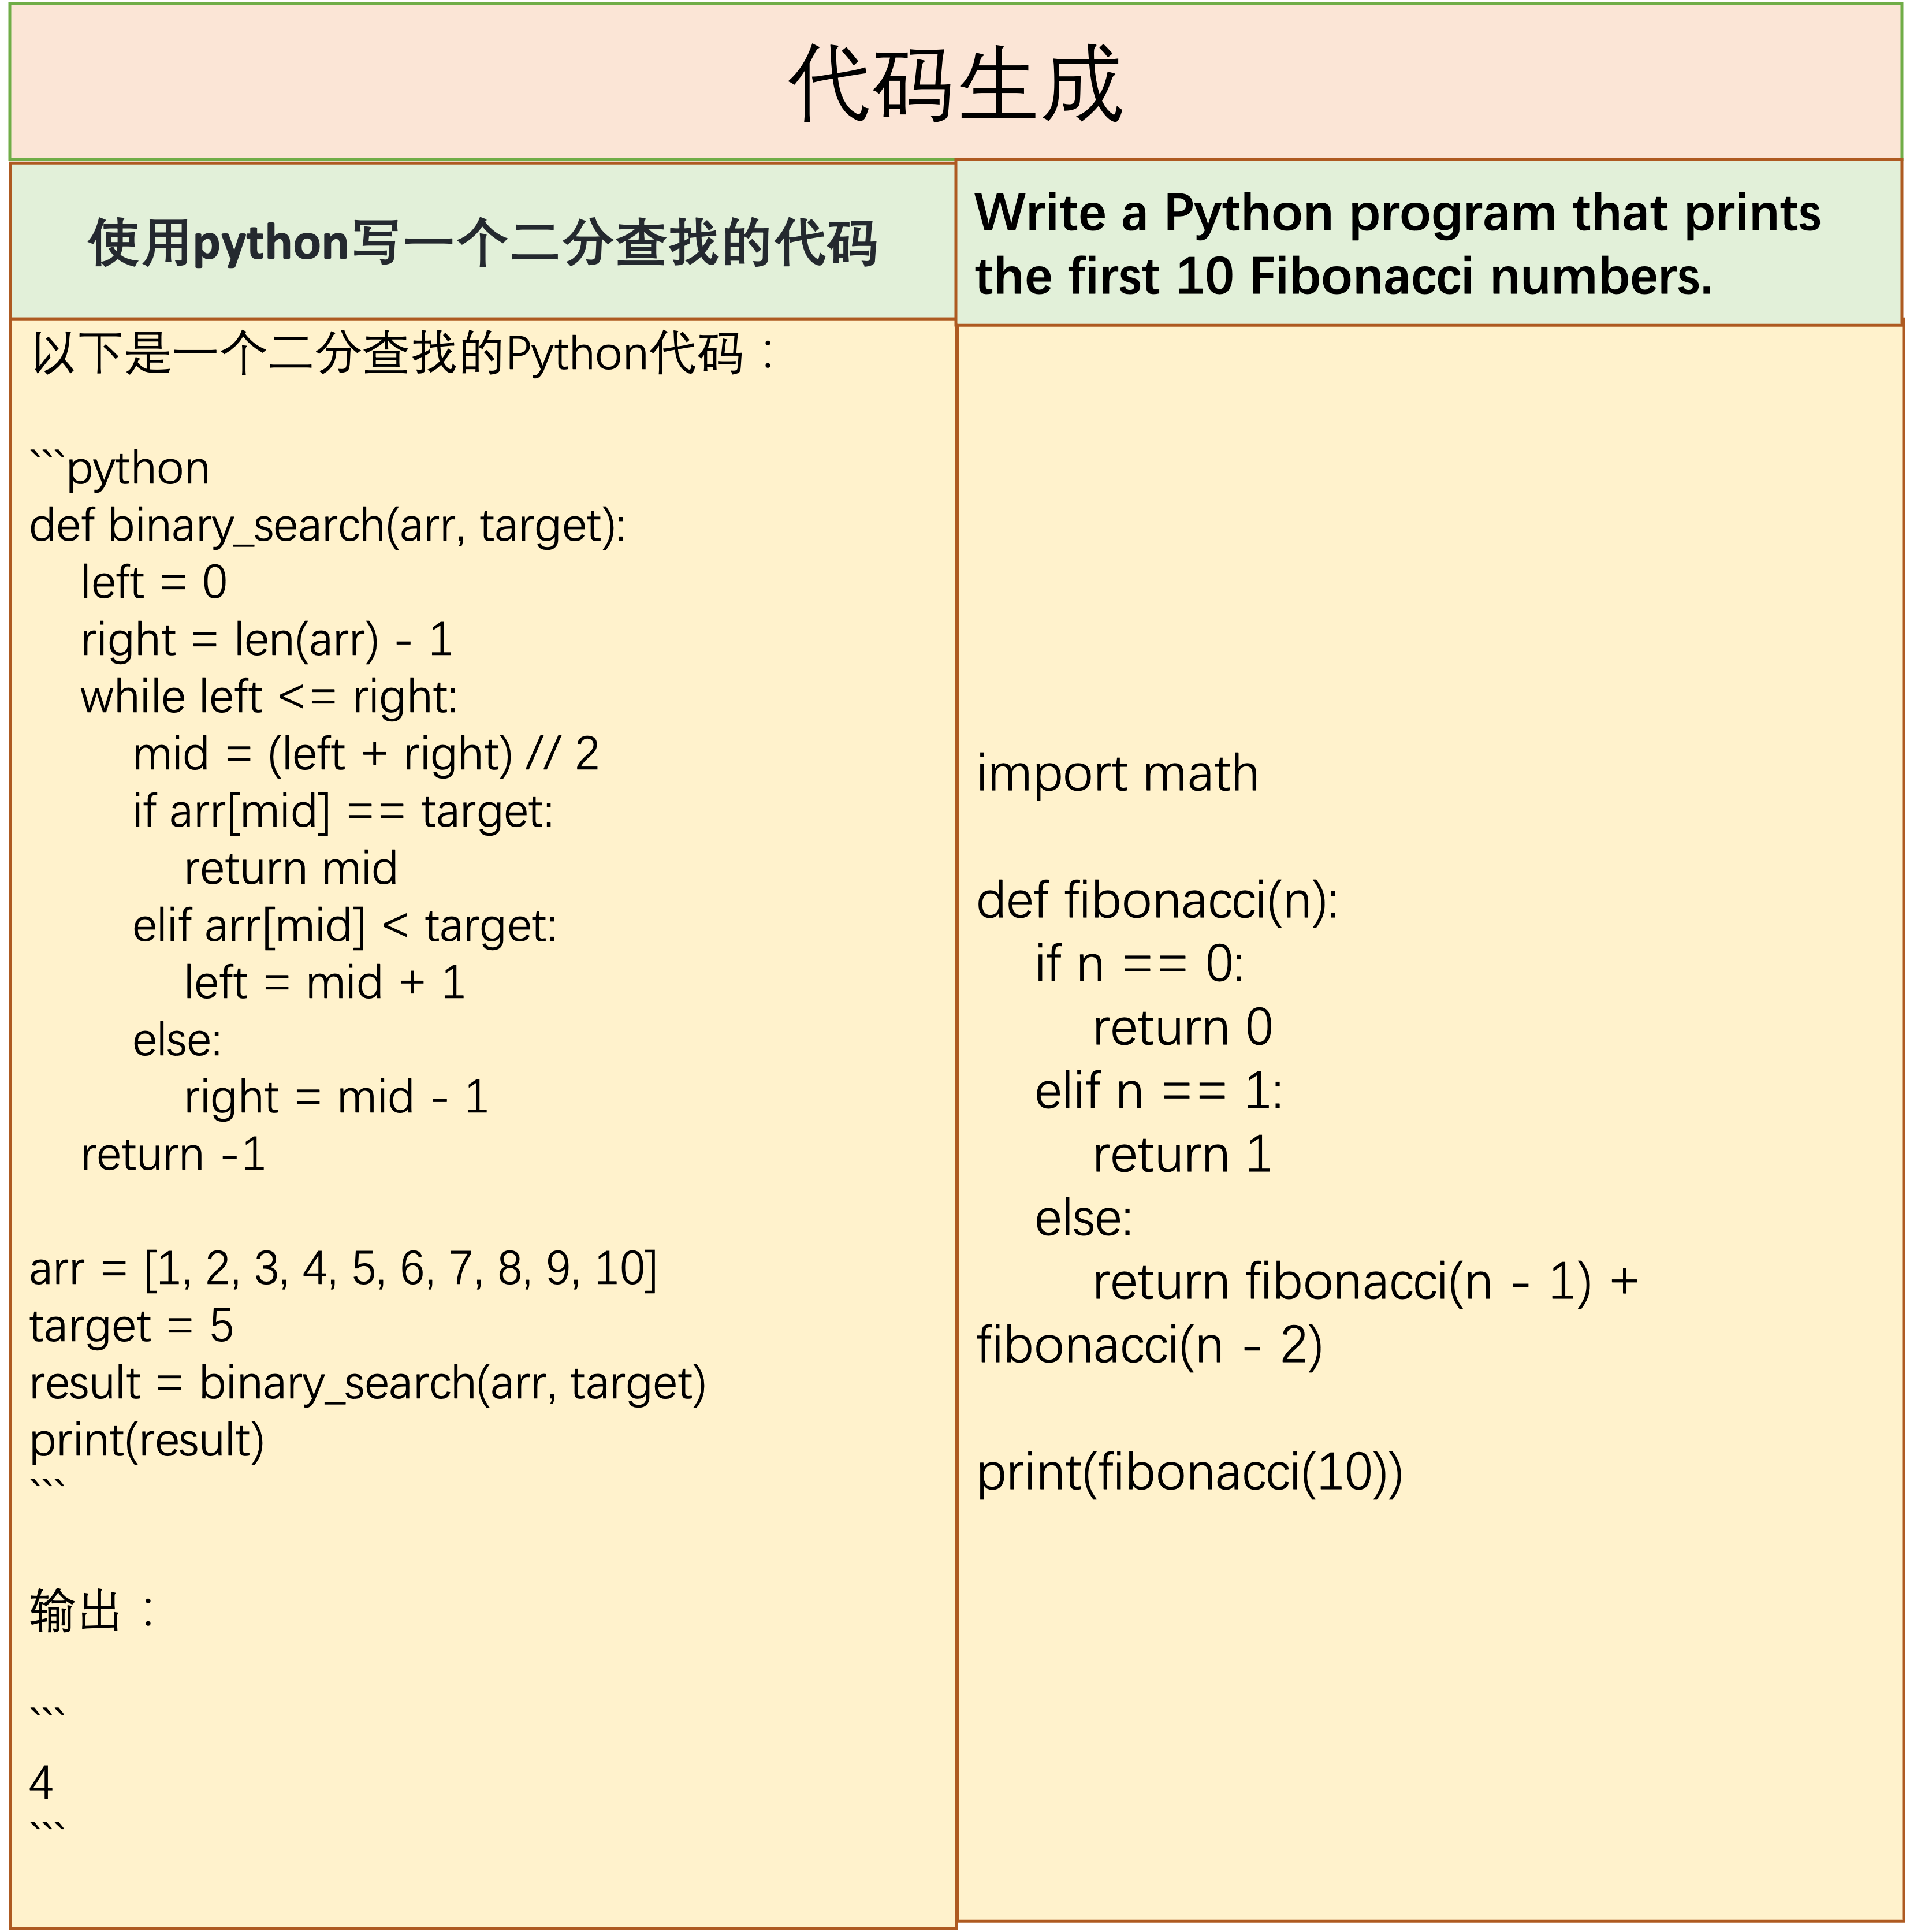 代码生成
使用python写一个二分查找的代码
以下是一个二分查找的Python代码：
```python
def binary_search(arr, target):
    left = 0
    right = len(arr) - 1
    while left <= right:
        mid = (left + right) // 2
        if arr[mid] == target:
            return mid
        elif arr[mid] < target:
            left = mid + 1
        else:
            right = mid - 1
    return -1
arr = [1, 2, 3, 4, 5, 6, 7, 8, 9, 10]
target = 5
result = binary_search(arr, target)
print(result)
```
输出：
```
4
```
Write a Python program that prints
the first 10 Fibonacci numbers.
import math
def fibonacci(n):
    if n == 0:
        return 0
    elif n == 1:
        return 1
    else:
        return fibonacci(n - 1) +
fibonacci(n - 2)
print(fibonacci(10))